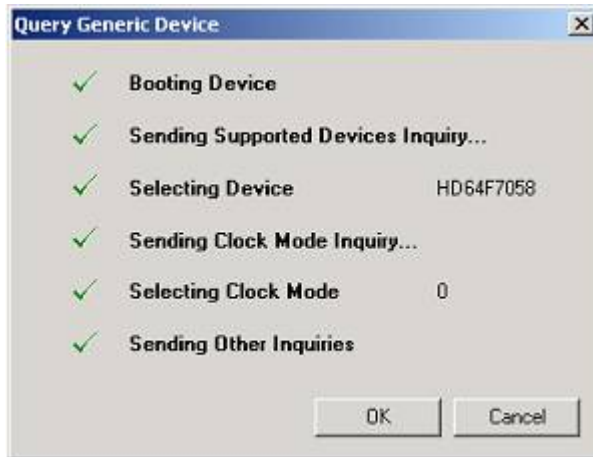 Query Generic Device
Booting Device
Sending Supported Devices Inquiry...
Selecting Device HD64F7058
Sending Clock Mode Inquiry...
Selecting Clock Mode 0
Sending Other Inquiries
OK Cancel